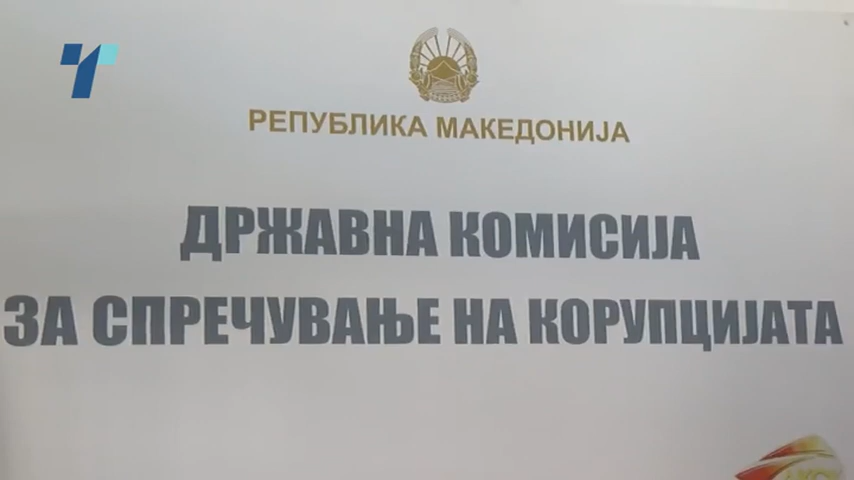 РЕПУБЛИКА МАКЕДОНИЈА
ДРЖАВНА КОМИСИЈА
ЗА СПРЕЧУВАЊЕ НА КОРУПЦИЈАТА